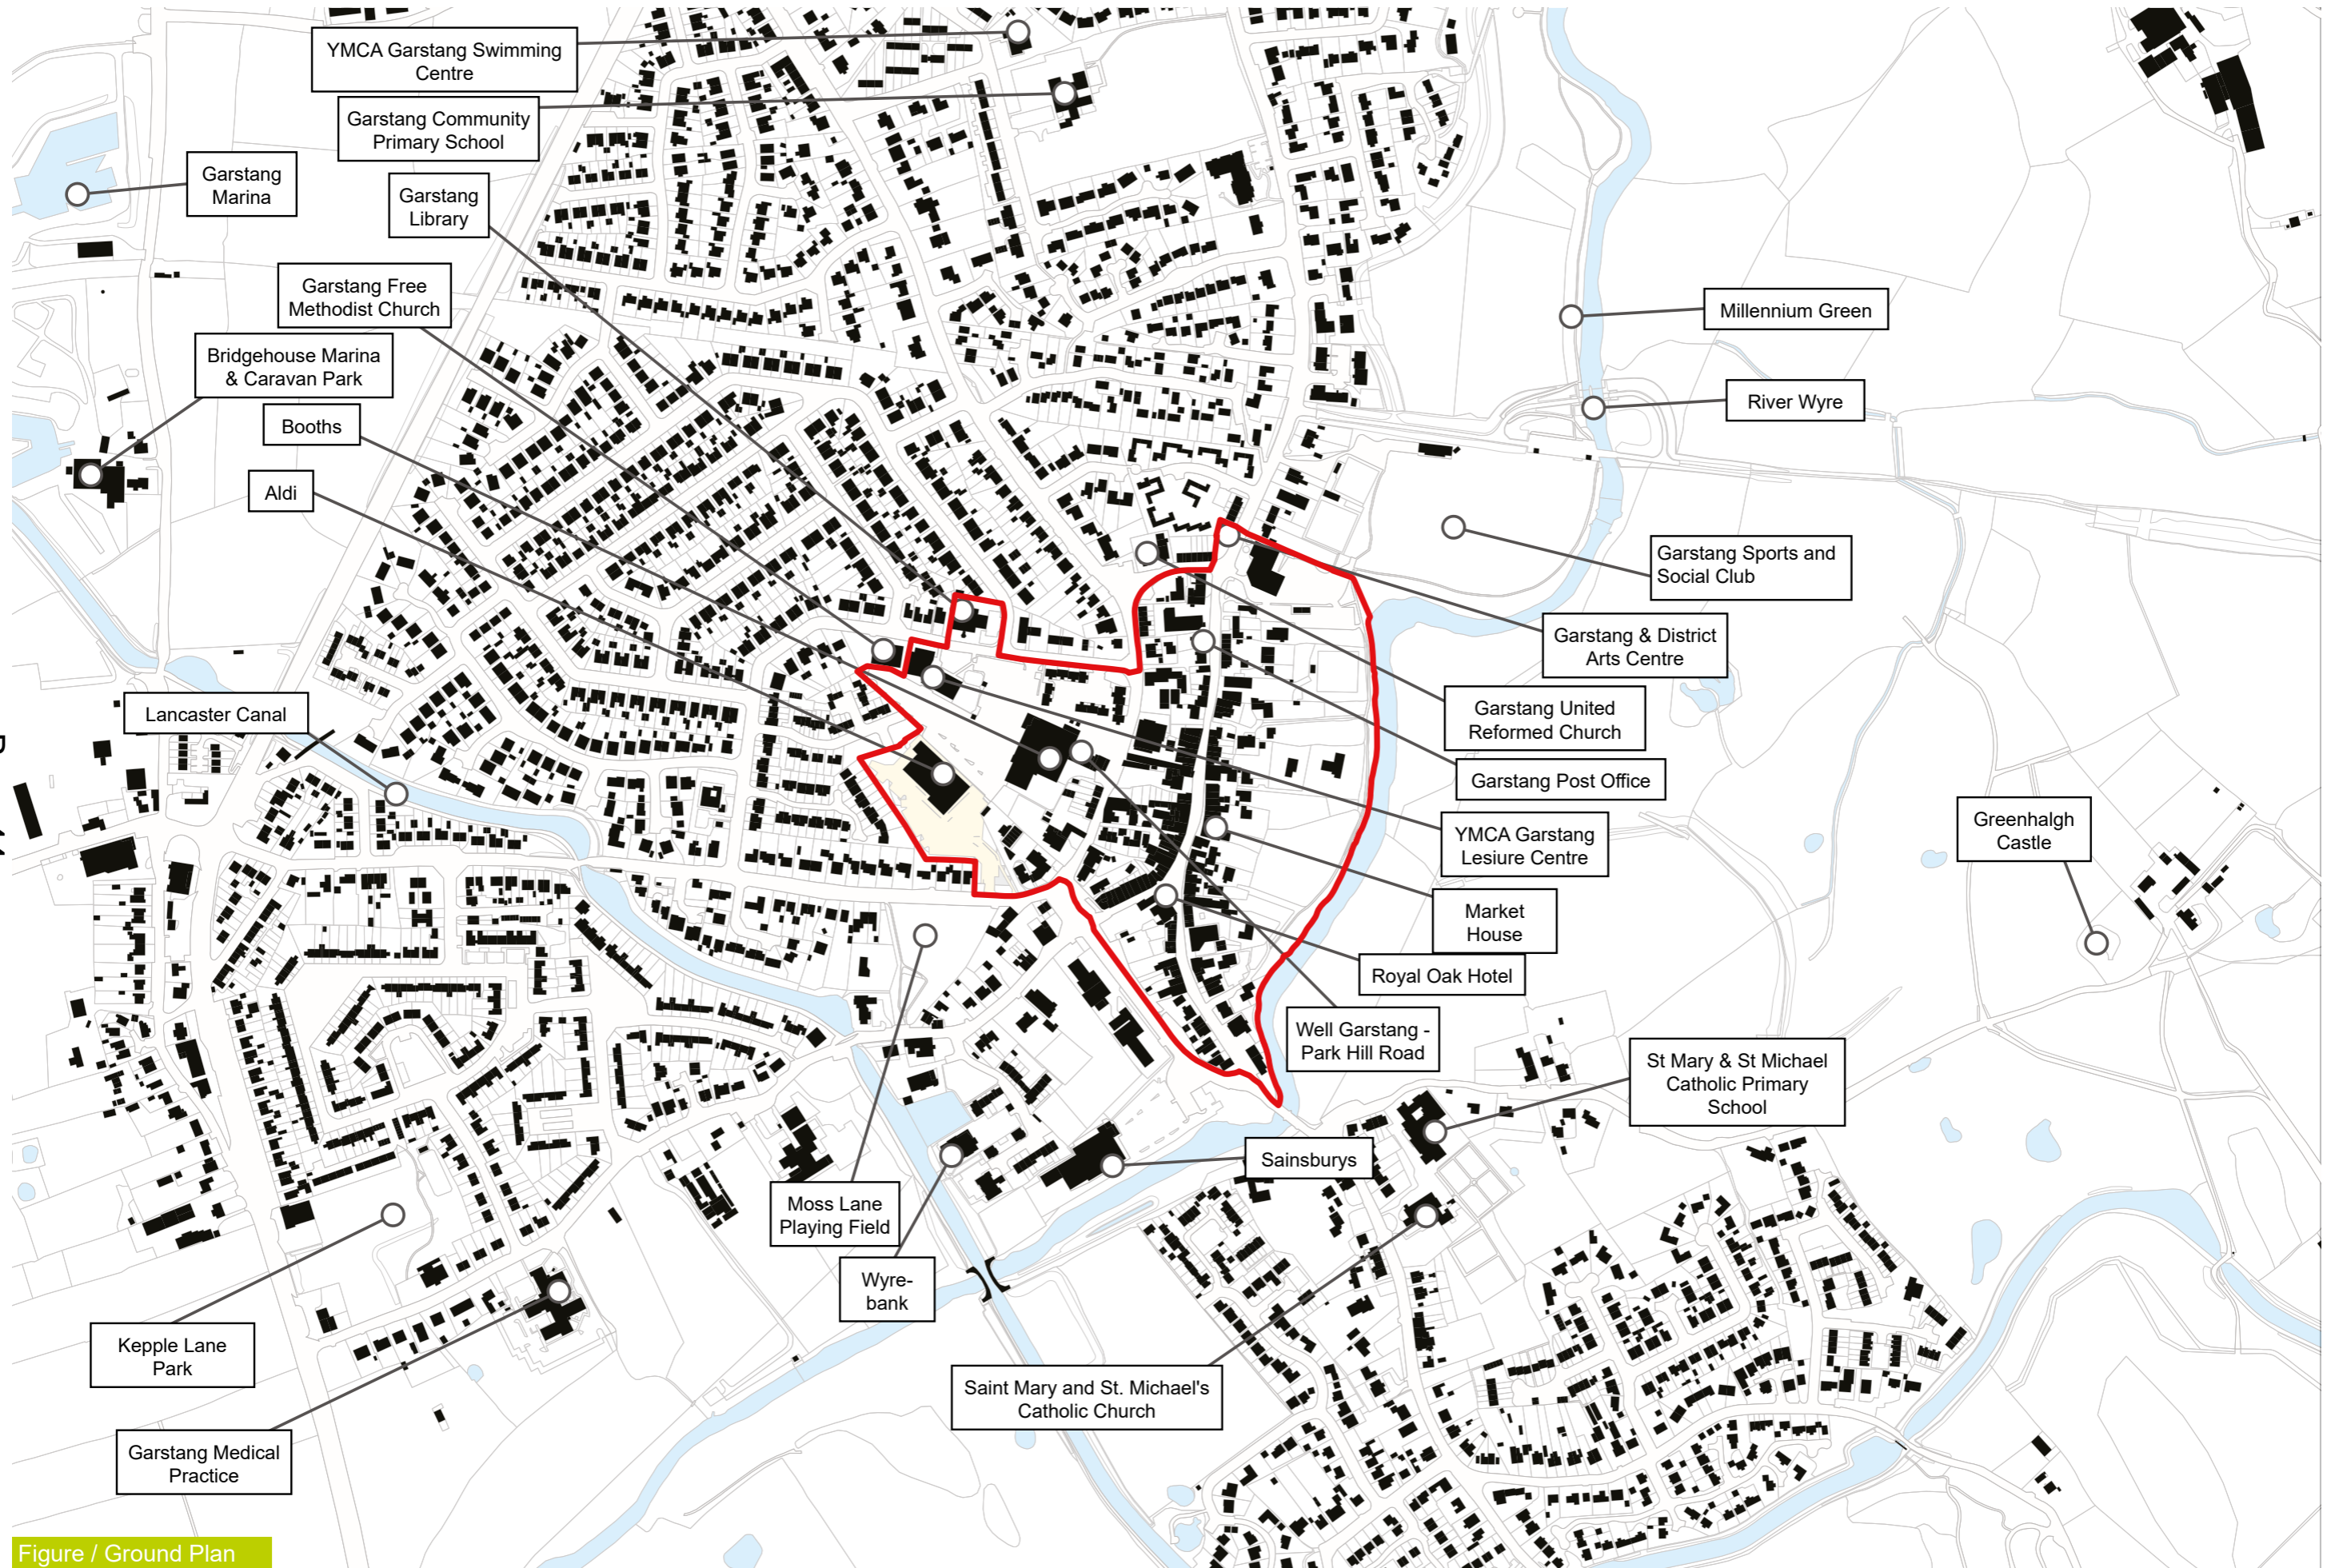 YMCA Garstang Swimming
Centre
Garstang Community
Primary School
Garstang
Marina
Garstang
Library
Garstang Free
Methodist Church
Bridgehouse Marina
& Caravan Park
Booths
Aldi
Lancaster Canal
Millennium Green
River Wyre
Garstang Sports and
Social Club
Garstang & District
Arts Centre
Garstang United
Reformed Church
Garstang Post Office
YMCA Garstang
Lesiure Centre
Market
House
Royal Oak Hotel
Well Garstang -
Park Hill Road
Greenhalgh
Castle
St Mary & St Michael
Catholic Primary
School
Sainsburys
Moss Lane
Playing Field
Wyre-
bank
Saint Mary and St. Michael's
Catholic Church
Kepple Lane
Park
Garstang Medical
Practice
Figure / Ground Plan